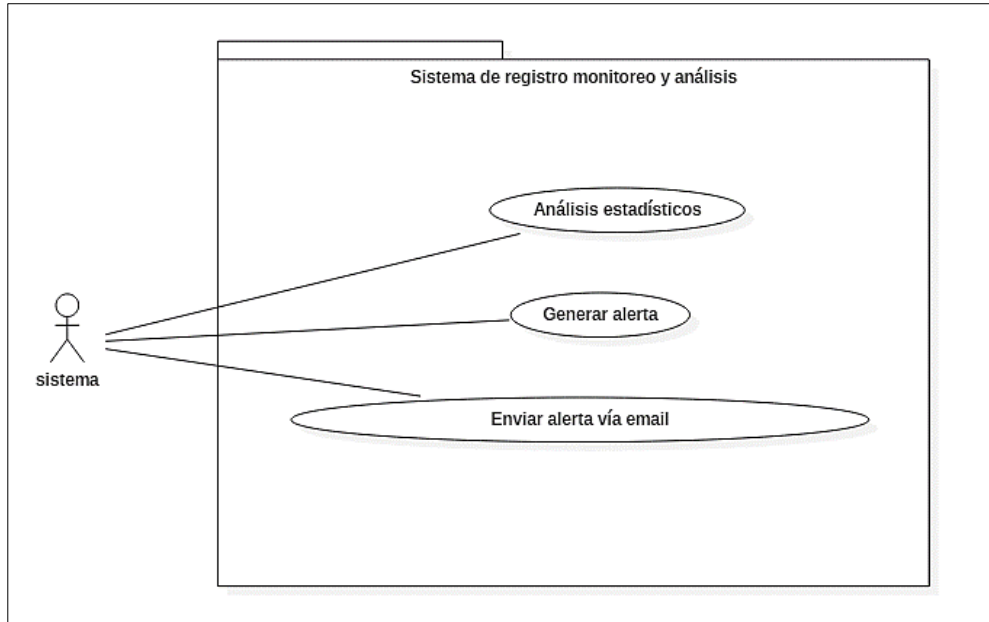 Sistema de registro monitoreo y análisis
Análisis estadísticos
Generar alerta
sistema
Enviar alerta vía email